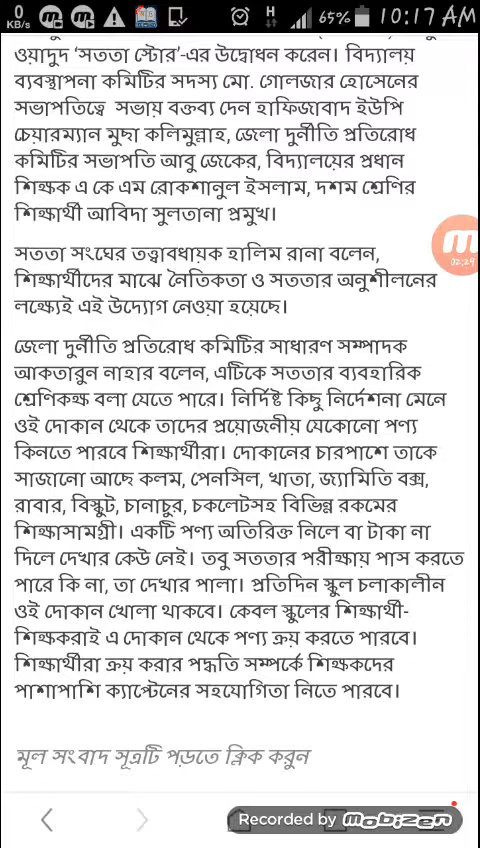 0
KB/s
H
65%
10:17 AM
ওয়াদুদ ‘সততা স্টোর’-এর উদ্বোধন করেন। বিদ্যালয়
ব্যবস্থাপনা কমিটির সদস্য মো. গোলজার হোসেনের
সভাপতিত্বে সভায় বক্তব্য দেন হাফিজাবাদ ইউপি
চেয়ারম্যান মুছা কলিমুল্লাহ, জেলা দুর্নীতি প্রতিরোধ
কমিটির সভাপতি আবু জেকের, বিদ্যালয়ের প্রধান
শিক্ষক এ কে এম রোকশানুল ইসলাম, দশম শ্রেণির
শিক্ষার্থী আবিদা সুলতানা প্রমুখ।
সততা সংঘের তত্ত্বাবধায়ক হালিম রানা বলেন,
শিক্ষার্থীদের মাঝে নৈতিকতা ও সততার অনুশীলনের
লক্ষ্যেই এই উদ্যোগ নেওয়া হয়েছে।
02:29
জেলা দুর্নীতি প্রতিরোধ কমিটির সাধারণ সম্পাদক
আকতারুন নাহার বলেন, এটিকে সততার ব্যবহারিক
শ্রেণিকক্ষ বলা যেতে পারে। নির্দিষ্ট কিছু নির্দেশনা মেনে
ওই দোকান থেকে তাদের প্রয়োজনীয় যেকোনো পণ্য
কিনতে পারবে শিক্ষার্থীরা। দোকানের চারপাশে তাকে
সাজানো আছে কলম, পেনসিল, খাতা, জ্যামিতি বক্স,
রাবার, বিস্কুট, চানাচুর, চকলেটসহ বিভিন্ন রকমের
শিক্ষাসামগ্রী। একটি পণ্য অতিরিক্ত নিলে বা টাকা না
দিলে দেখার কেউ নেই। তবু সততার পরীক্ষায় পাস করতে
পারে কি না, তা দেখার পালা। প্রতিদিন স্কুল চলাকালীন
ওই দোকান খোলা থাকবে। কেবল স্কুলের শিক্ষার্থী-
শিক্ষকরাই এ দোকান থেকে পণ্য ক্রয় করতে পারবে।
শিক্ষার্থীরা ক্রয় করার পদ্ধতি সম্পর্কে শিক্ষকদের
পাশাপাশি ক্যাপ্টেনের সহযোগিতা নিতে পারবে।
মূল সংবাদ সূত্রটি পড়তে ক্লিক করুন
Recorded by Mobizen